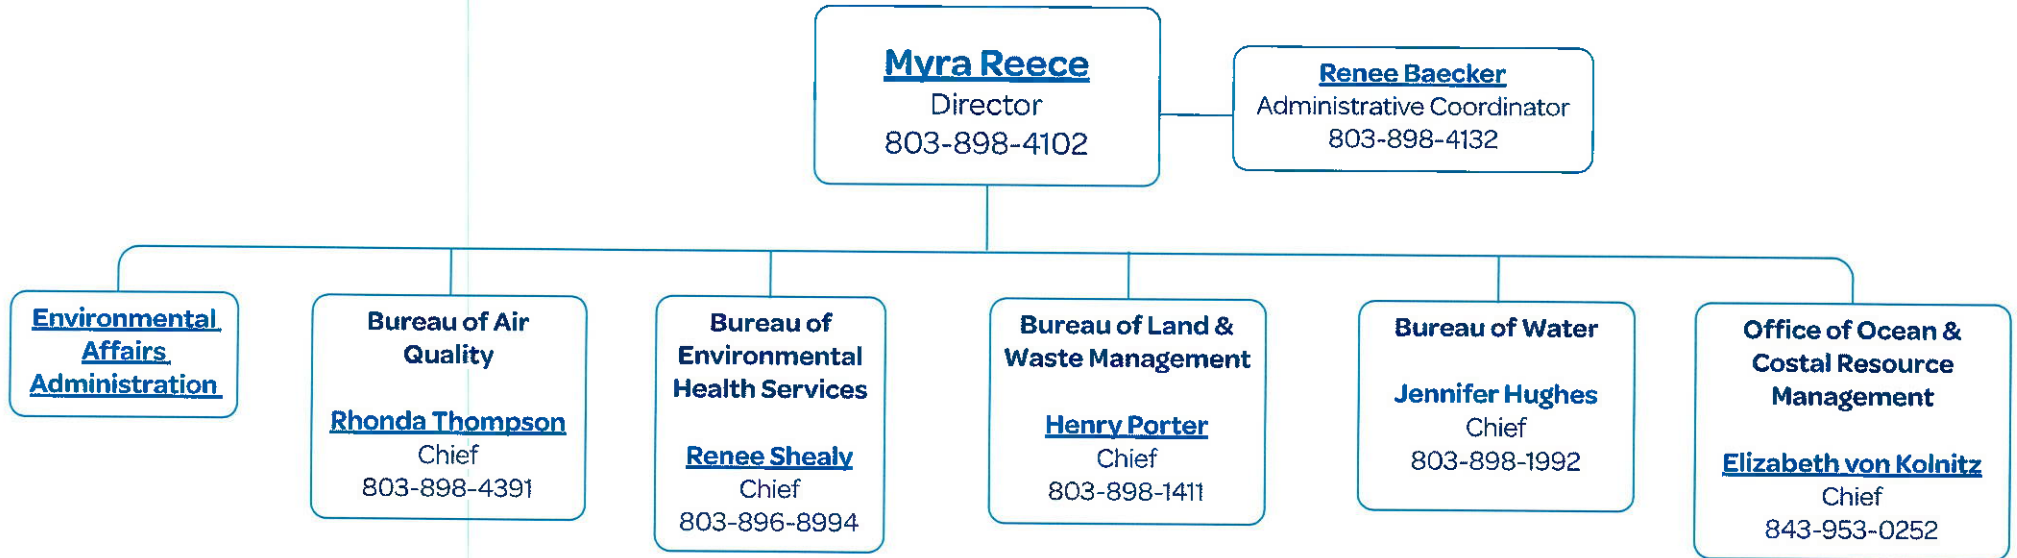 Myra Reece
Director
803-898-4102
Renee Baecker
Administrative Coordinator
803-898-4132
Environmental
Affairs
Administration
Bureau of Air
Quality
Rhonda Thompson
Chief
803-898-4391
Bureau of
Environmental
Health Services
Renee Shealy
Chief
803-896-8994
Bureau of Land &
Waste Management
Henry Porter
Chief
803-898-1411
Bureau of Water
Jennifer Hughes
Chief
803-898-1992
Office of Ocean &
Costal Resource
Management
Elizabeth von Kolnitz
Chief
843-953-0252